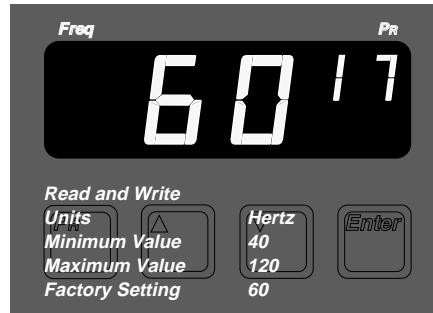 Freq PR
60 17
Read and Write
PR
Units Hertz Enter
Minimum Value 40
Maximum Value 120
Factory Setting 60